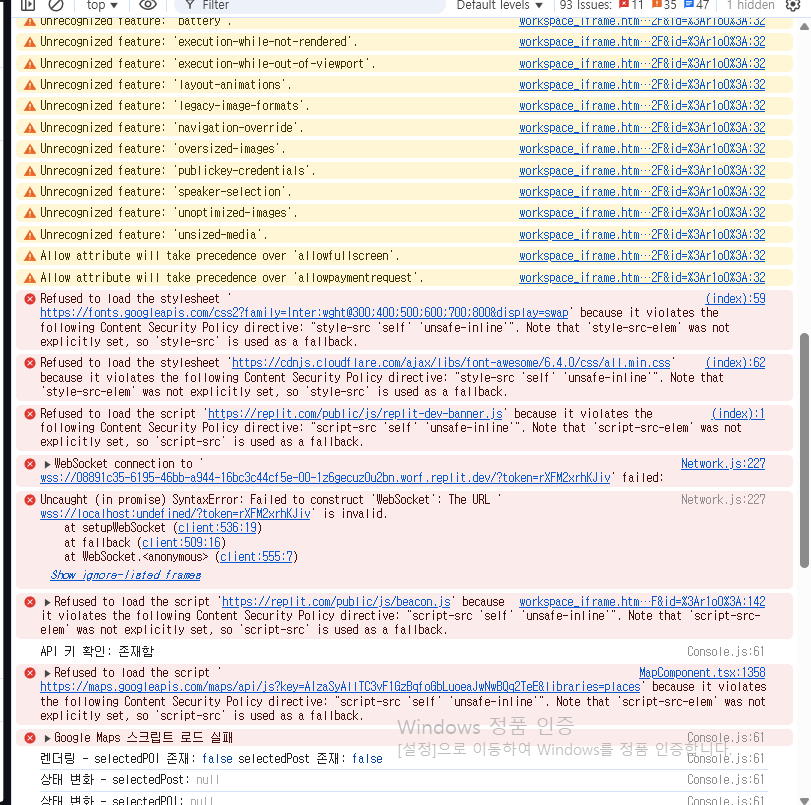 top ▼ Filter Default levels ▼ 93 Issues: 11 35 47 1 hidden
Unrecognized feature: 'battery'. workspace_iframe.htm…2F&id=%3Ar1o0%3A:32
Unrecognized feature: 'execution-while-not-rendered'. workspace_iframe.htm…2F&id=%3Ar1o0%3A:32
Unrecognized feature: 'execution-while-out-of-viewport'. workspace_iframe.htm…2F&id=%3Ar1o0%3A:32
Unrecognized feature: 'layout-animations'. workspace_iframe.htm…2F&id=%3Ar1o0%3A:32
Unrecognized feature: 'legacy-image-formats'. workspace_iframe.htm…2F&id=%3Ar1o0%3A:32
Unrecognized feature: 'navigation-override'. workspace_iframe.htm…2F&id=%3Ar1o0%3A:32
Unrecognized feature: 'oversized-images'. workspace_iframe.htm…2F&id=%3Ar1o0%3A:32
Unrecognized feature: 'publickey-credentials'. workspace_iframe.htm…2F&id=%3Ar1o0%3A:32
Unrecognized feature: 'speaker-selection'. workspace_iframe.htm…2F&id=%3Ar1o0%3A:32
Unrecognized feature: 'unoptimized-images'. workspace_iframe.htm…2F&id=%3Ar1o0%3A:32
Unrecognized feature: 'unsized-media'. workspace_iframe.htm…2F&id=%3Ar1o0%3A:32
Allow attribute will take precedence over 'allowfullscreen'. workspace_iframe.htm…2F&id=%3Ar1o0%3A:32
Allow attribute will take precedence over 'allowpaymentrequest'. workspace_iframe.htm…2F&id=%3Ar1o0%3A:32
Refused to load the stylesheet ' (index):59
https://fonts.googleapis.com/css2?family=Inter:wght@300;400;500;600;700;800&display=swap' because it violates the
following Content Security Policy directive: "style-src 'self' 'unsafe-inline'". Note that 'style-src-elem' was not
explicitly set, so 'style-src' is used as a fallback.
Refused to load the stylesheet 'https://cdnjs.cloudflare.com/ajax/libs/font-awesome/6.4.0/css/all.min.css' (index):62
because it violates the following Content Security Policy directive: "style-src 'self' 'unsafe-inline'". Note that
'style-src-elem' was not explicitly set, so 'style-src' is used as a fallback.
Refused to load the script 'https://replit.com/public/js/replit-dev-banner.js' because it violates the (index):1
following Content Security Policy directive: "script-src 'self' 'unsafe-inline'". Note that 'script-src-elem' was not
explicitly set, so 'script-src' is used as a fallback.
▶WebSocket connection to ' Network.js:227
wss://08891c35-6195-46bb-a944-16bc3c44cf5e-00-1z6gecuz0u2bn.worf.replit.dev/?token=rXFM2xrhKJiv' failed:
Uncaught (in promise) SyntaxError: Failed to construct 'WebSocket': The URL ' Network.js:227
wss://localhost:undefined/?token=rXFM2xrhKJiv' is invalid.
at setupWebSocket (client:536:19)
at fallback (client:509:16)
at WebSocket.<anonymous> (client:555:7)
Show ignore-listed frames
▶Refused to load the script 'https://replit.com/public/js/beacon.js' because workspace_iframe.htm…F&id=%3Ar1o0%3A:142
it violates the following Content Security Policy directive: "script-src 'self' 'unsafe-inline'". Note that 'script-src-
elem' was not explicitly set, so 'script-src' is used as a fallback.
API 키 확인: 존재함 Console.js:61
▶Refused to load the script ' MapComponent.tsx:1358
https://maps.googleapis.com/maps/api/js?key=AIzaSyAllTC3vF1GzBqfoGbLuoeaJwNwBQq2TeE&libraries=places' because it violates
the following Content Security Policy directive: "script-src 'self' 'unsafe-inline'". Note that 'script-src-elem' was not
explicitly set, so 'script-src' is used as a fallback.
▶Google Maps 스크립트 로드 실패 Console.js:61
렌더링 - selectedPOI 존재: false selectedPost 존재: false Console.js:61
상태 변화 - selectedPost: null Console.js:61
상태 변화 - selectedPOI: null Console.js:61
Windows 정품 인증
[설정]으로 이동하여 Windows를 정품 인증합니다.